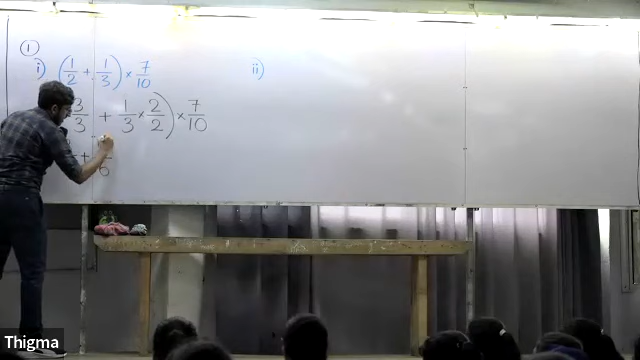 ①
i) (1/2 + 1/3) × 7/10
ii)
3/3 + 1/3 × 2/2) × 7/10
+ /6
Thigma